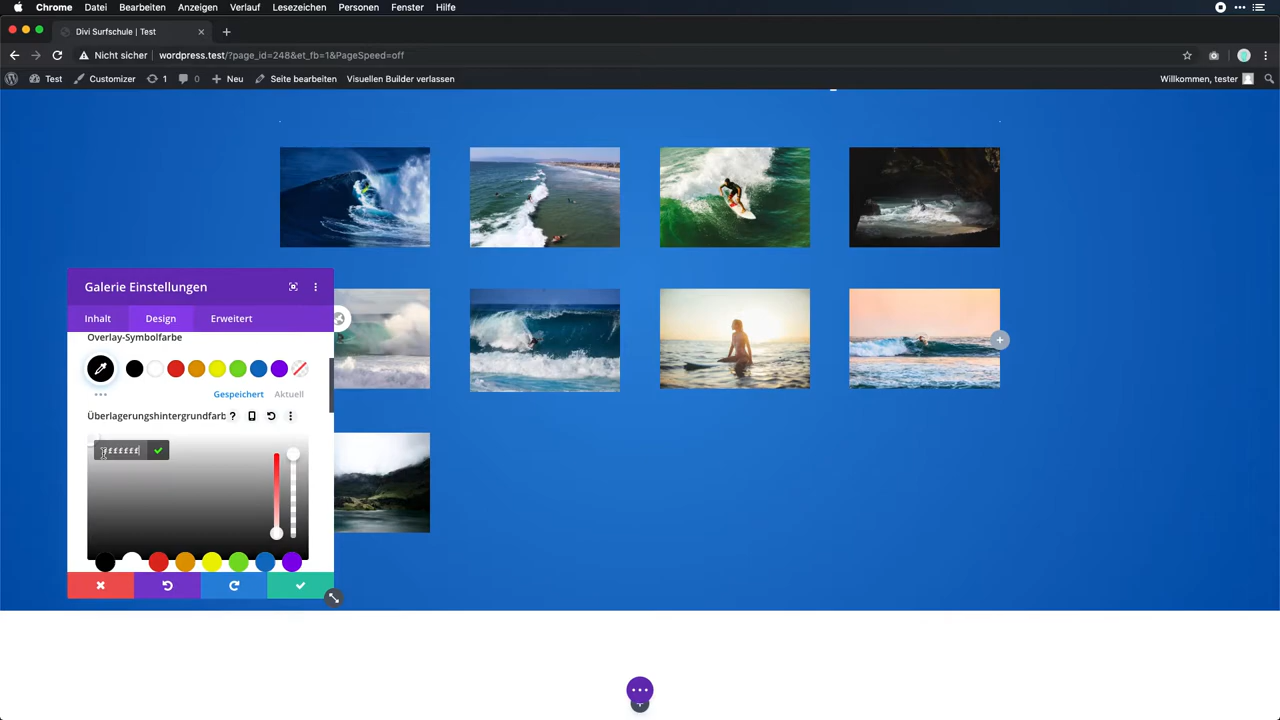 Chrome Datei Bearbeiten Anzeigen Verlauf Lesezeichen Personen Fenster Hilfe
Divi Surfschule | Test
Nicht sicher wordpress.test/?page_id=248&et_fb=1&PageSpeed=off
Test Customizer 1 0 Neu Seite bearbeiten Visuellen Builder verlassen Willkommen, tester
Galerie Einstellungen
Inhalt Design Erweitert
Overlay-Symbolfarbe
Gespeichert Aktuell
Überlagerungshintergrundfarb